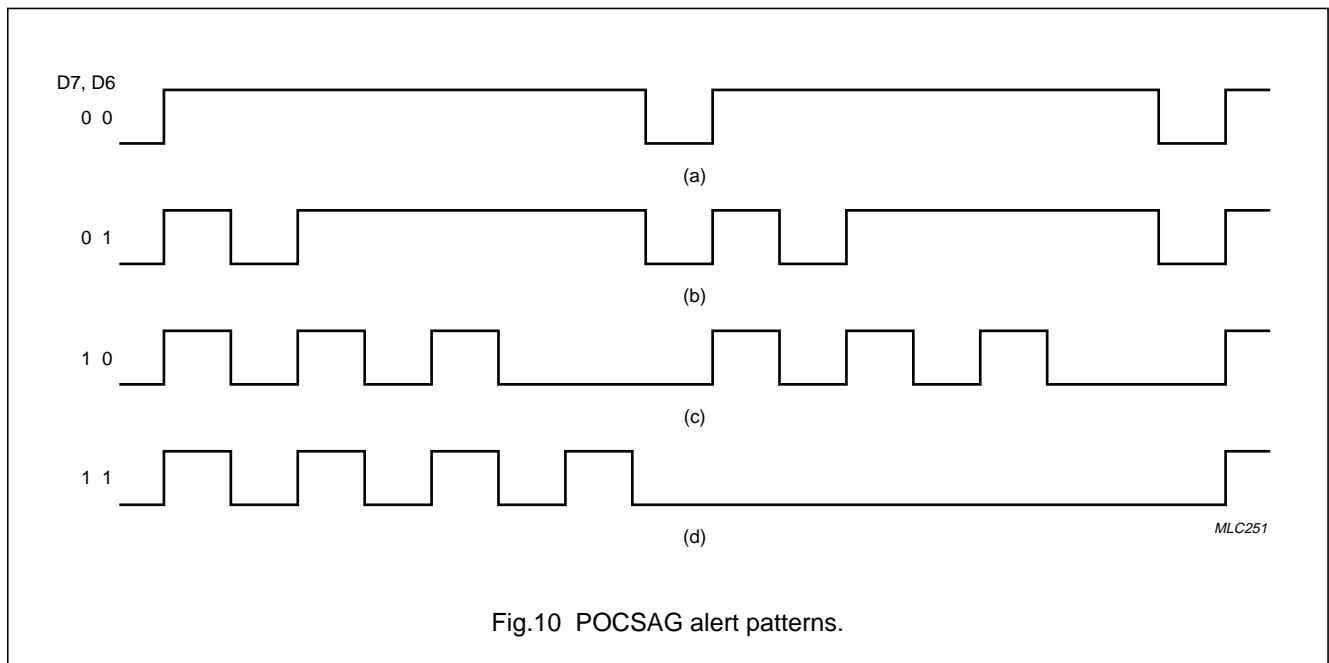 D7, D6
0 0
(a)
0 1
(b)
1 0
(c)
1 1
(d)
MLC251
Fig.10 POCSAG alert patterns.